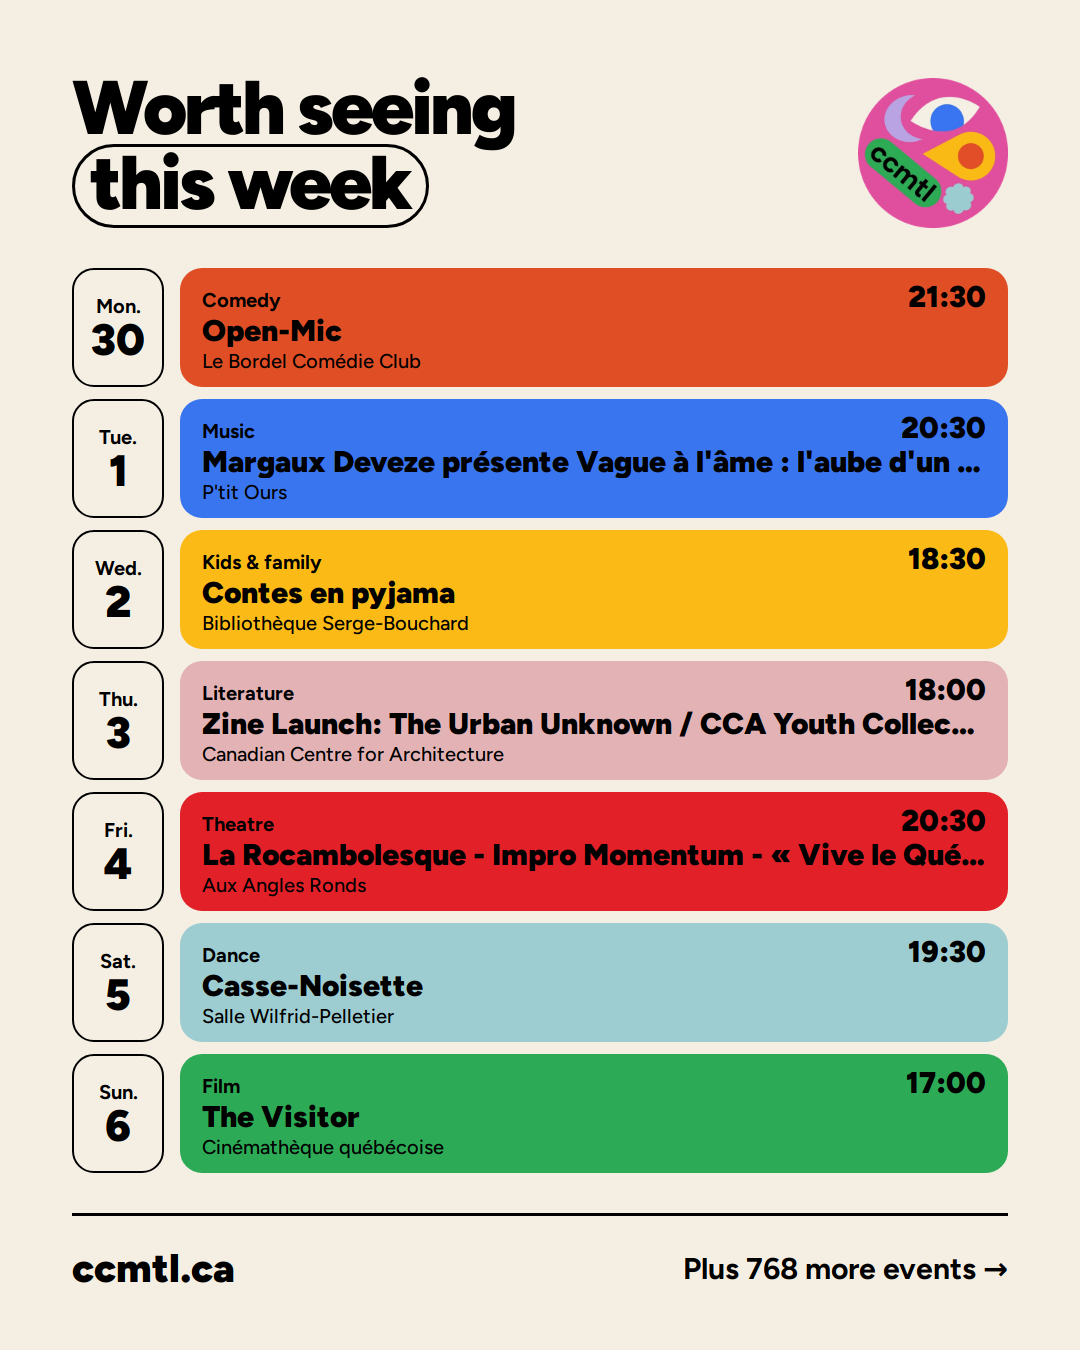 Worth seeing
this week
ccmtl
Mon.
30
Comedy
21:30
Open-Mic
Le Bordel Comédie Club
Tue.
1
Music
20:30
Margaux Deveze présente Vague à l'âme : l'aube d'un ...
P'tit Ours
Wed.
2
Kids & family
18:30
Contes en pyjama
Bibliothèque Serge-Bouchard
Thu.
3
Literature
18:00
Zine Launch: The Urban Unknown / CCA Youth Collec...
Canadian Centre for Architecture
Fri.
4
Theatre
20:30
La Rocambolesque - Impro Momentum - « Vive le Qué...
Aux Angles Ronds
Sat.
5
Dance
19:30
Casse-Noisette
Salle Wilfrid-Pelletier
Sun.
6
Film
17:00
The Visitor
Cinémathèque québécoise
ccmtl.ca
Plus 768 more events →